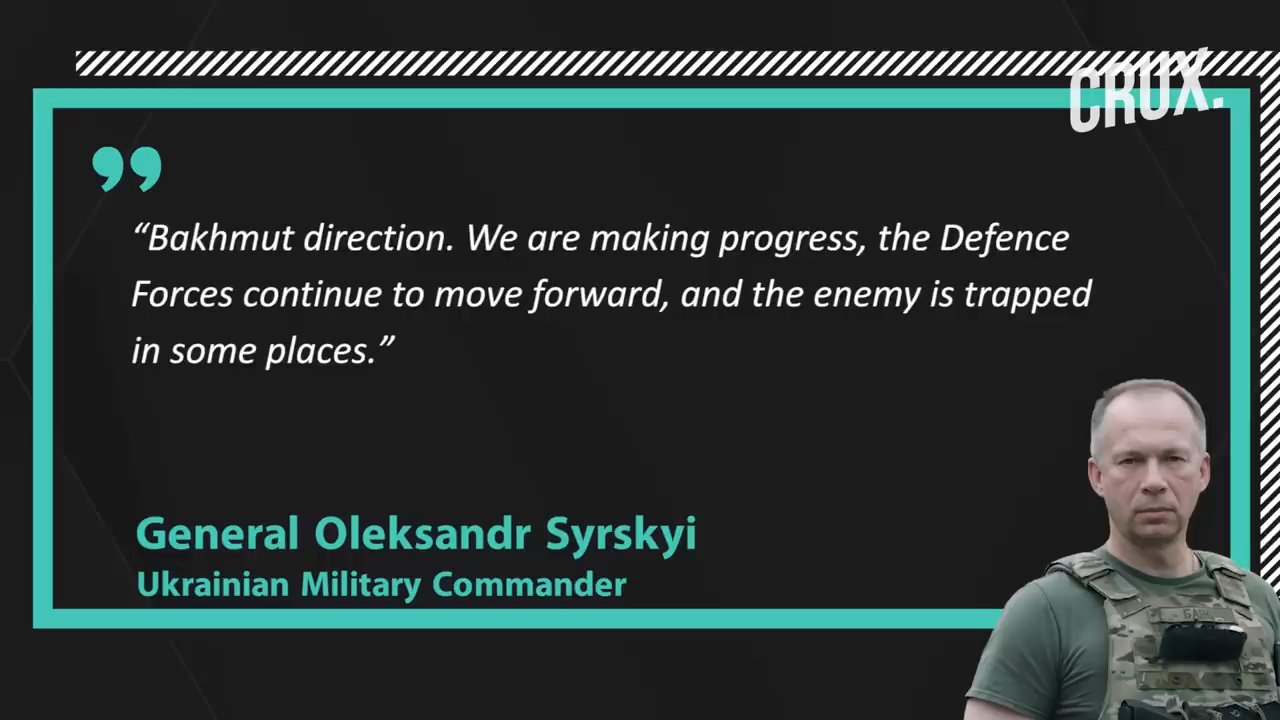 CRUX.
“Bakhmut direction. We are making progress, the Defence
Forces continue to move forward, and the enemy is trapped
in some places.”
General Oleksandr Syrskyi
Ukrainian Military Commander